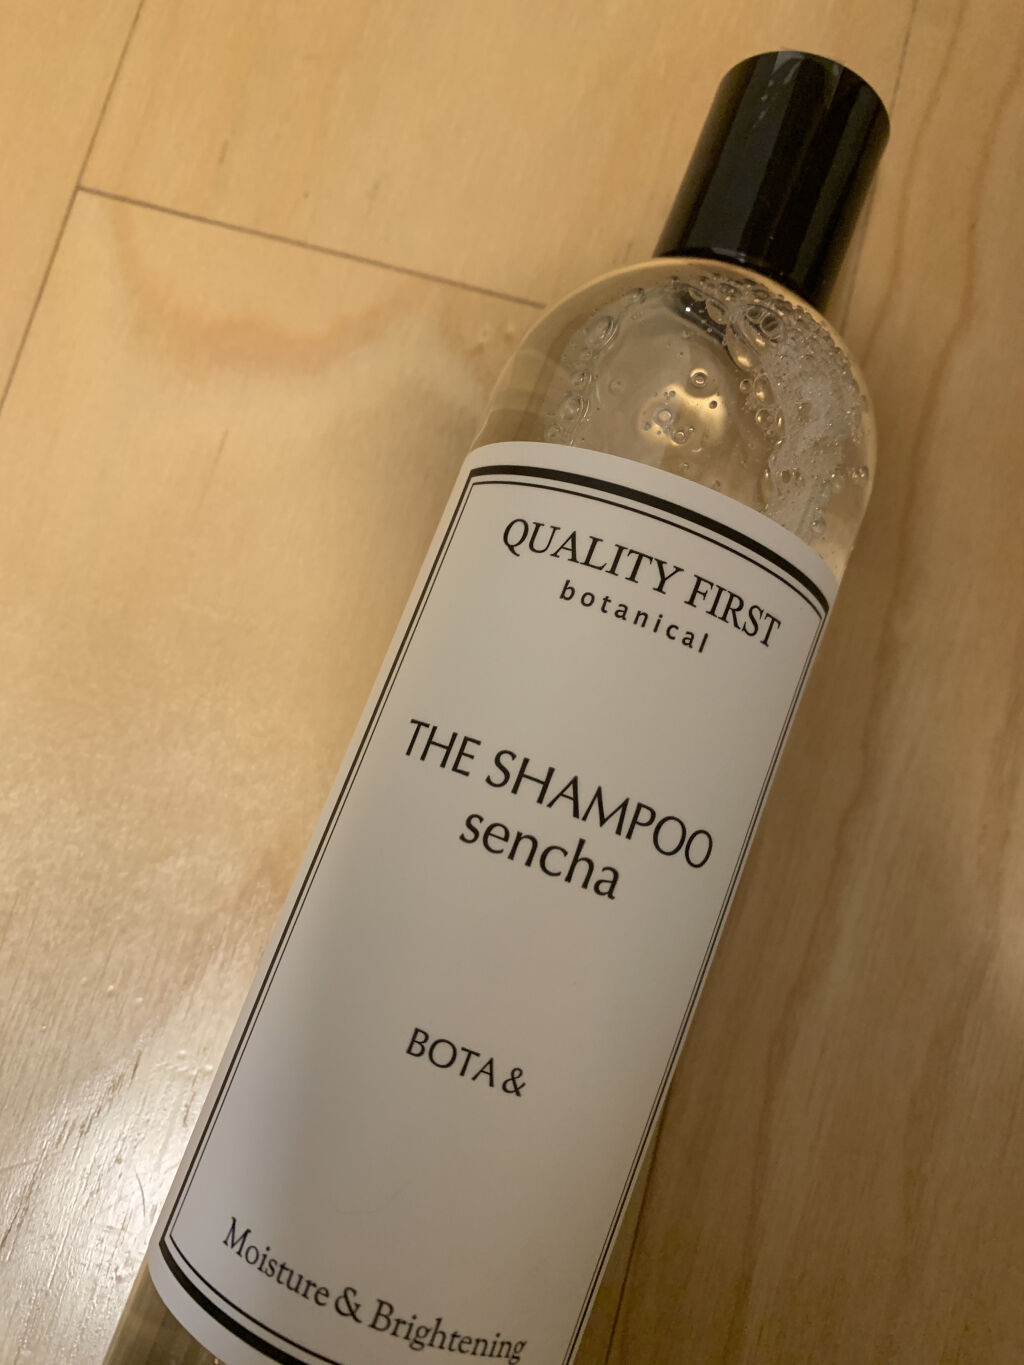 QUALITY FIRST
botanical
THE SHAMPOO
sencha
BOTA&
Moisture & Brightening